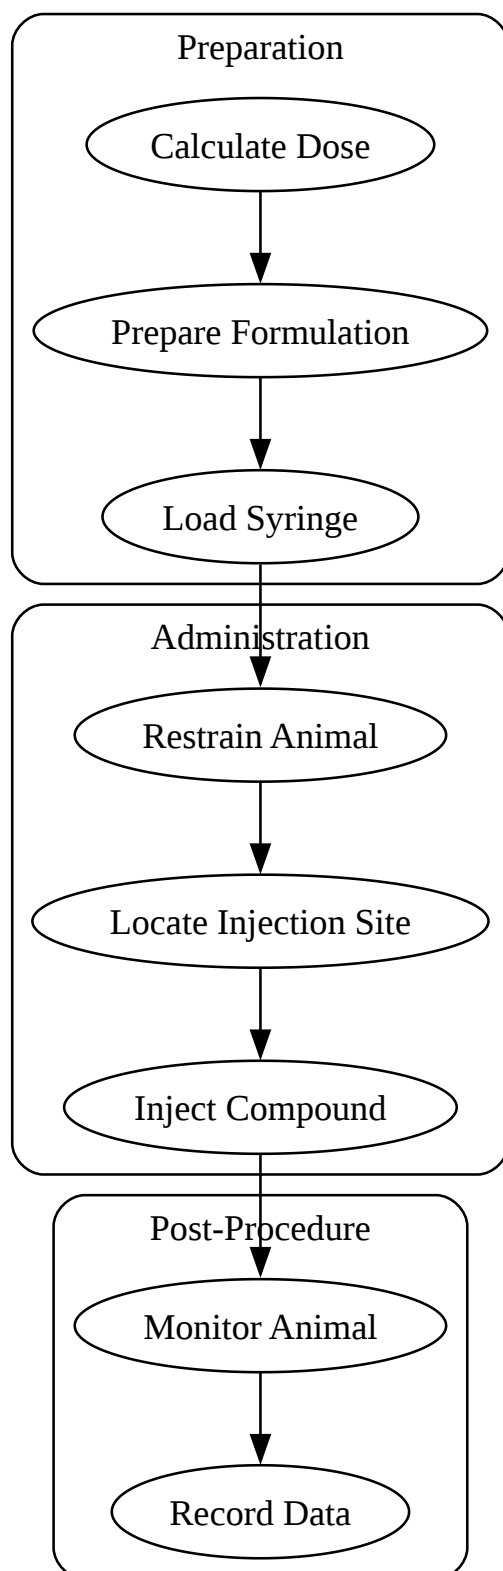 Preparation
Calculate Dose
Prepare Formulation
Load Syringe
Administration
Restrain Animal
Locate Injection Site
Inject Compound
Post-Procedure
Monitor Animal
Record Data